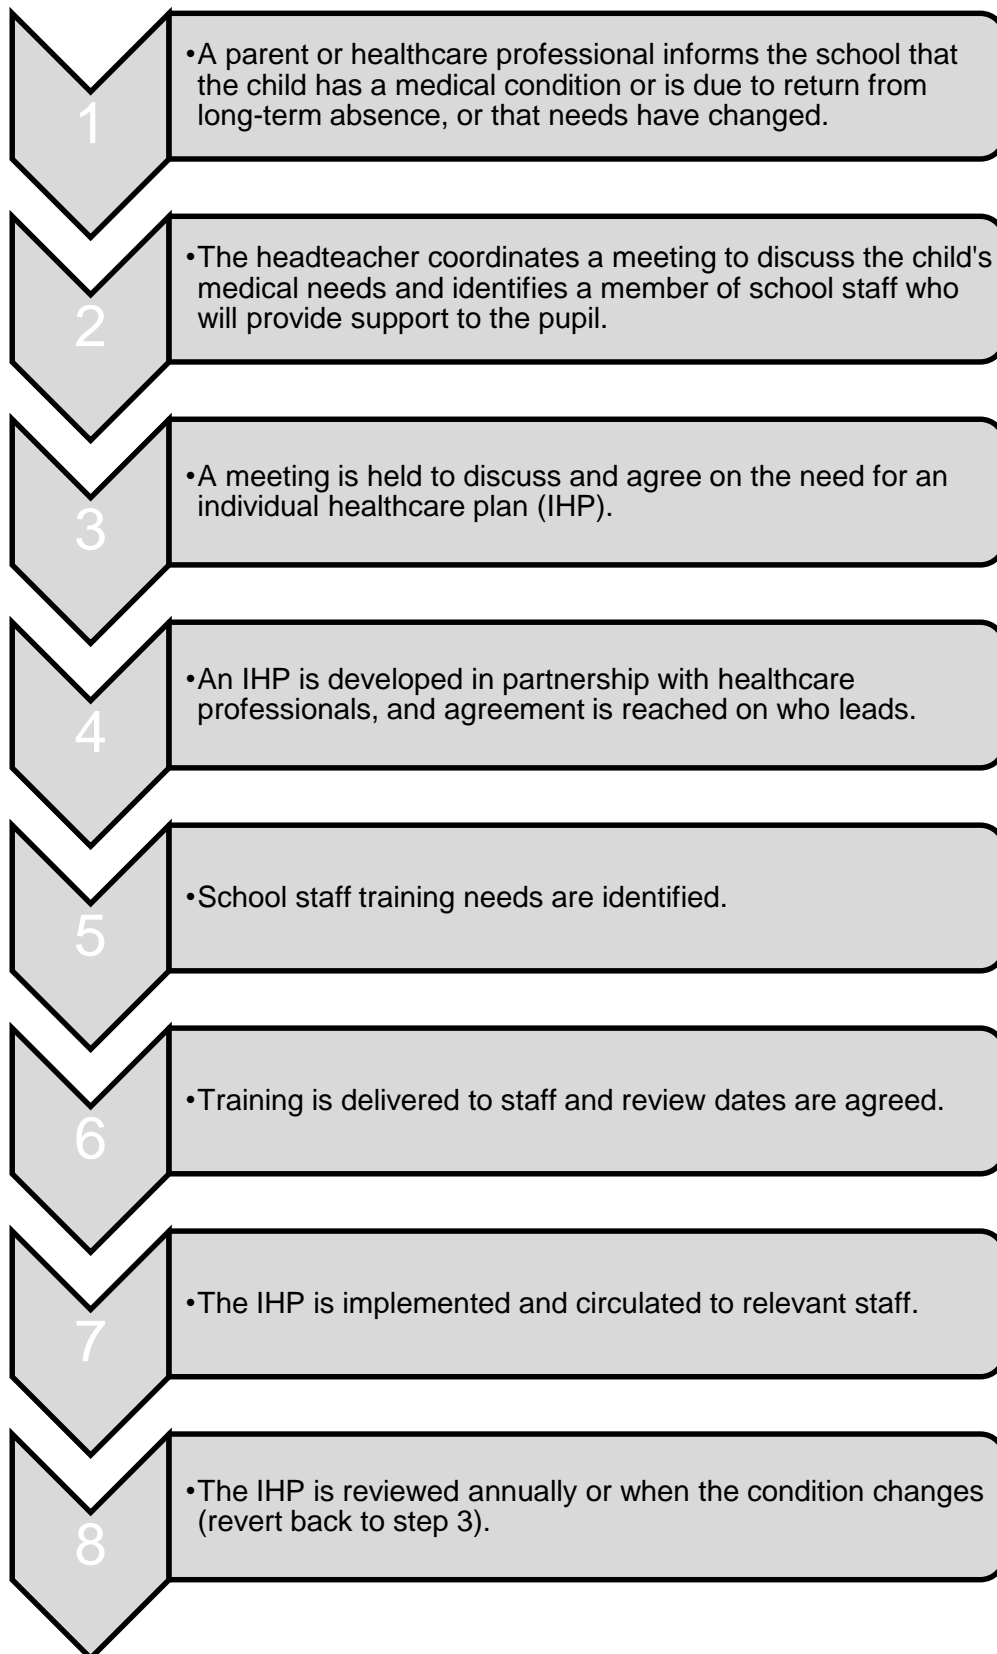 1
•A parent or healthcare professional informs the school that
the child has a medical condition or is due to return from
long-term absence, or that needs have changed.
2
•The headteacher coordinates a meeting to discuss the child's
medical needs and identifies a member of school staff who
will provide support to the pupil.
3
•A meeting is held to discuss and agree on the need for an
individual healthcare plan (IHP).
4
•An IHP is developed in partnership with healthcare
professionals, and agreement is reached on who leads.
5
•School staff training needs are identified.
6
•Training is delivered to staff and review dates are agreed.
7
•The IHP is implemented and circulated to relevant staff.
8
•The IHP is reviewed annually or when the condition changes
(revert back to step 3).